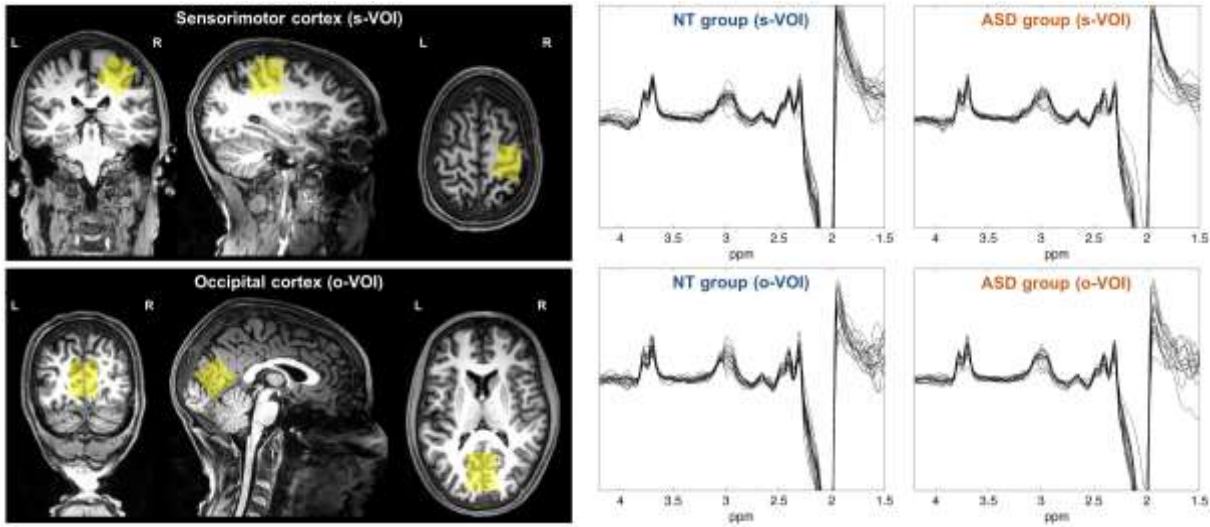 Sensorimotor cortex (s-VOI)
L R L R
NT group (s-VOI)
4 3.5 3 2.5 2 1.5
ppm
ASD group (s-VOI)
4 3.5 3 2.5 2 1.5
ppm
Occipital cortex (o-VOI)
L R L R
NT group (o-VOI)
4 3.5 3 2.5 2 1.5
ppm
ASD group (o-VOI)
4 3.5 3 2.5 2 1.5
ppm